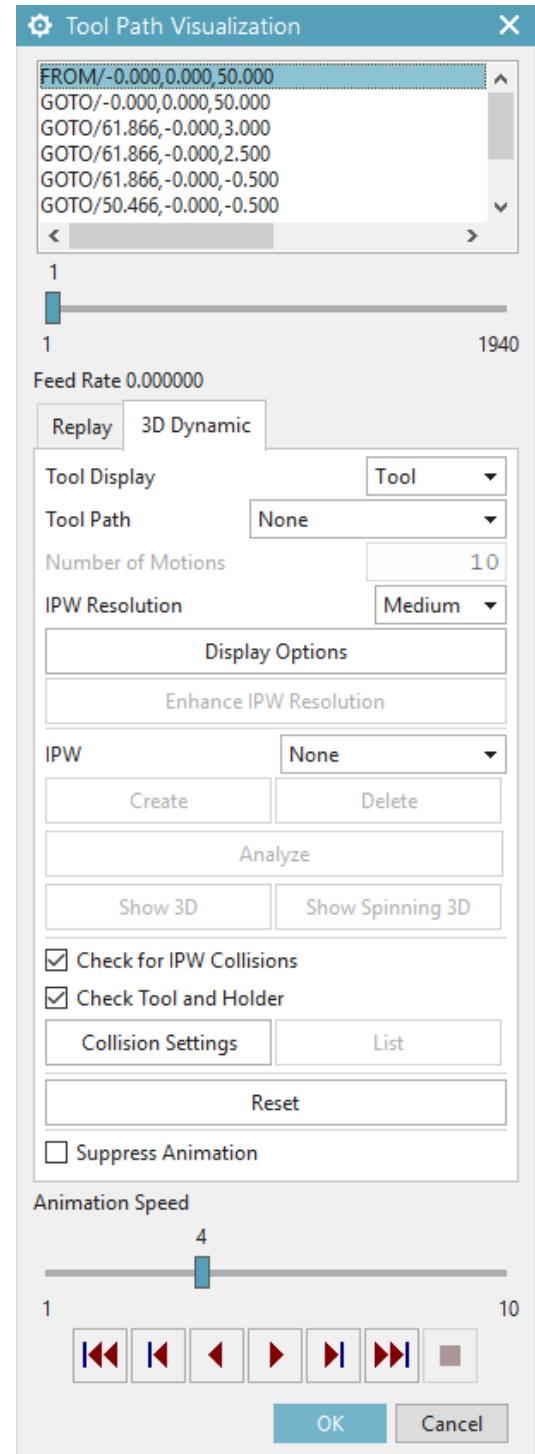 Tool Path Visualization
FROM/-0.000,0.000,50.000
GOTO/-0.000,0.000,50.000
GOTO/61.866,-0.000,3.000
GOTO/61.866,-0.000,2.500
GOTO/61.866,-0.000,-0.500
GOTO/50.466,-0.000,-0.500
1
1 1940
Feed Rate 0.000000
Replay 3D Dynamic
Tool Display Tool
Tool Path None
Number of Motions 10
IPW Resolution Medium
Display Options
Enhance IPW Resolution
IPW None
Create Delete
Analyze
Show 3D Show Spinning 3D
Check for IPW Collisions
Check Tool and Holder
Collision Settings List
Reset
Suppress Animation
Animation Speed
4
1 10
OK Cancel